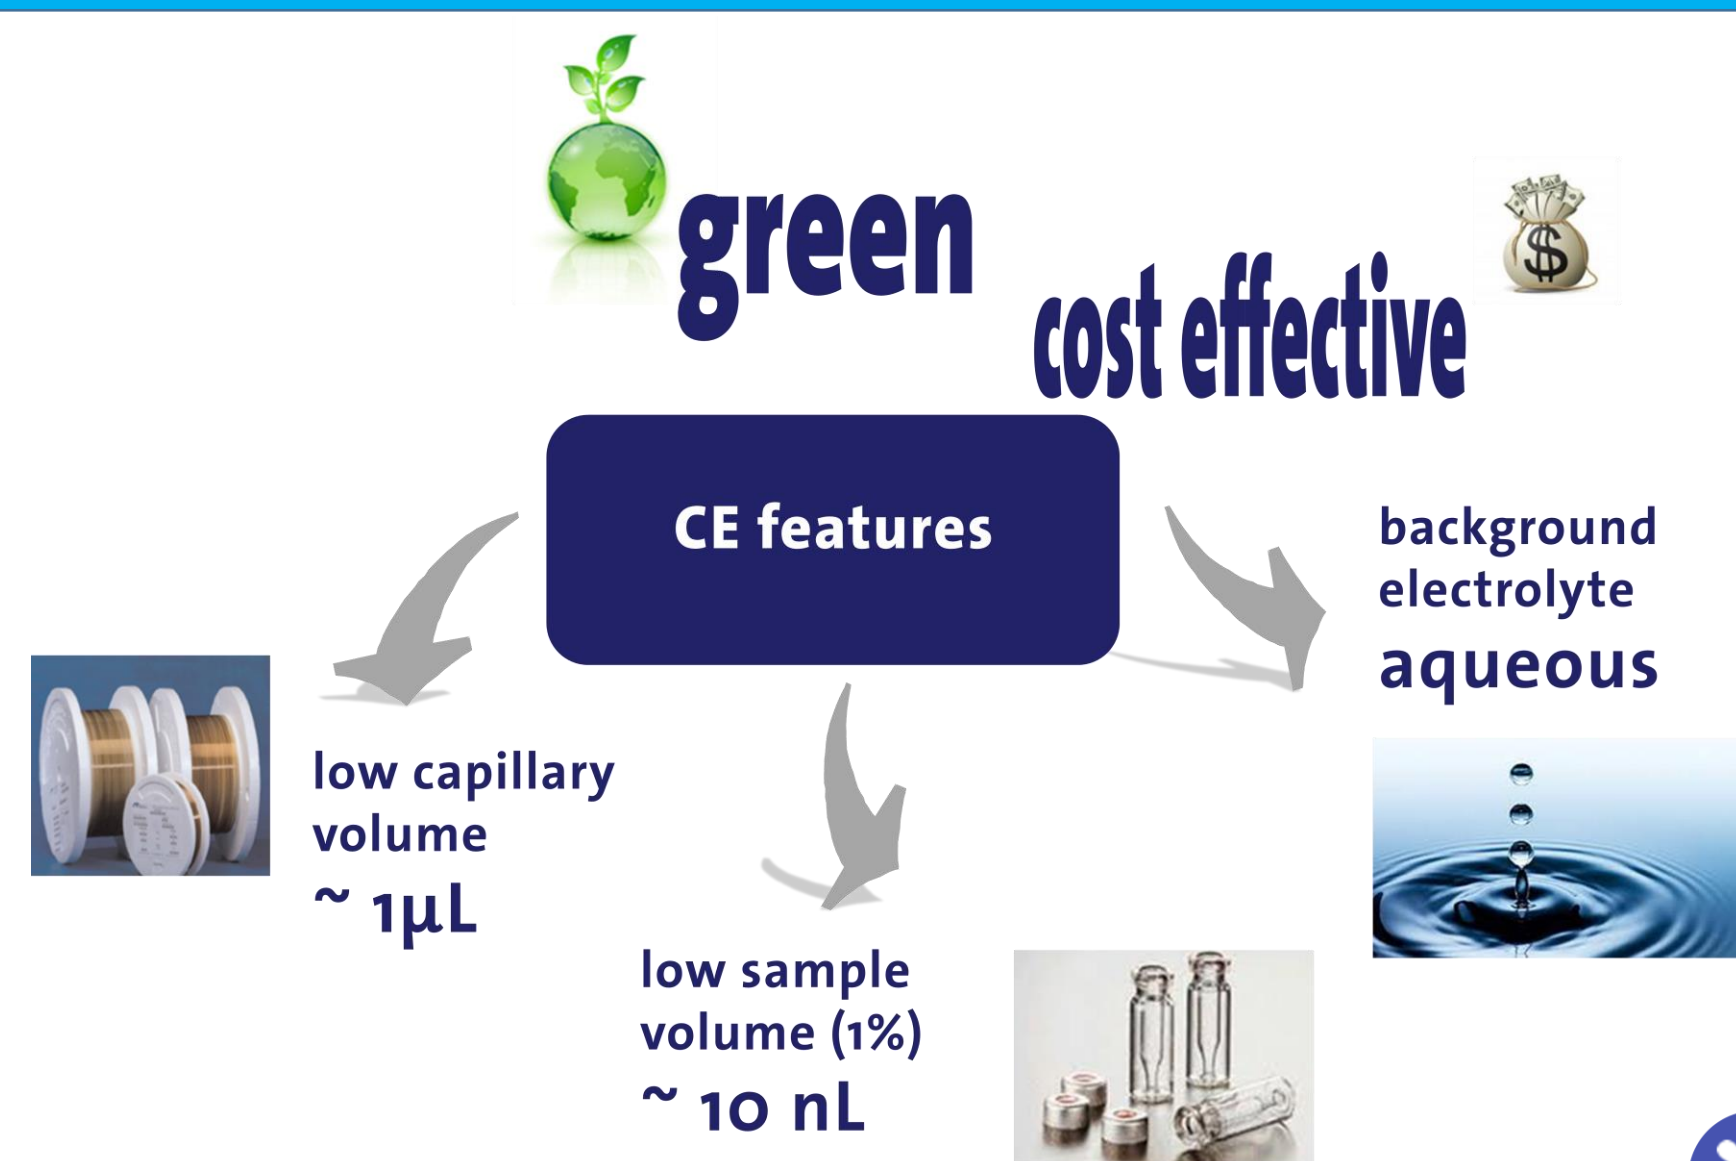 green
cost effective
CE features
background
electrolyte
aqueous
low capillary
volume
~ 1µL
low sample
volume (1%)
~ 10 nL